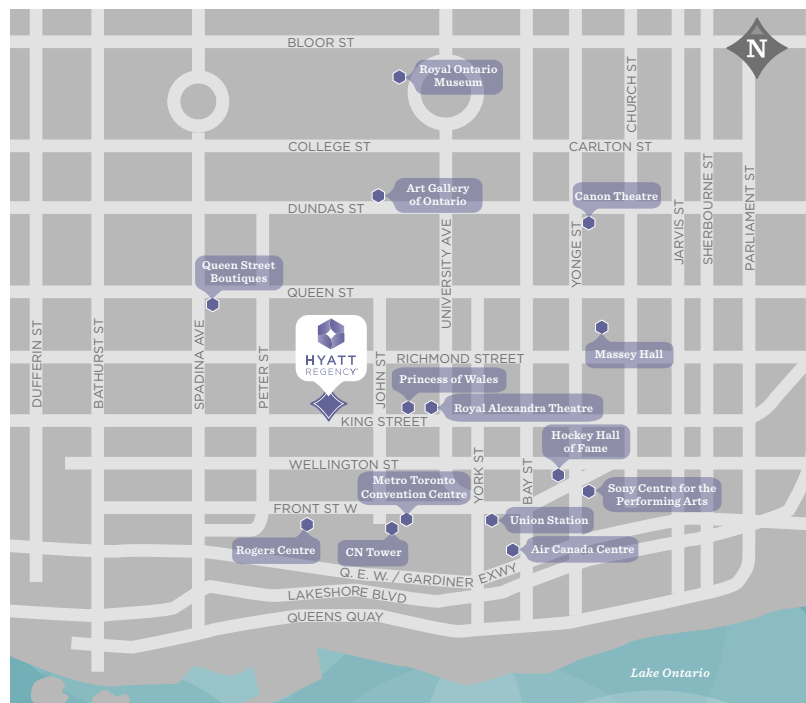 BLOOR ST
N
Royal Ontario
Museum
CHURCH ST
COLLEGE ST
CARLTON ST
Art Gallery
of Ontario
Canon Theatre
DUNDAS ST
UNIVERSITY AVE
YONGE ST
JARVIS ST
SHERBOURNE ST
PARLIAMENT ST
Queen Street
Boutiques
QUEEN ST
DUFFERIN ST
BATHURST ST
SPADINA AVE
PETER ST
HYATT
REGENCY
JOHN ST
RICHMOND STREET
Massey Hall
Princess of Wales
Royal Alexandra Theatre
KING STREET
Hockey Hall
of Fame
WELLINGTON ST
YORK ST
BAY ST
Metro Toronto
Convention Centre
Sony Centre for the
Performing Arts
FRONT ST W
Union Station
Rogers Centre
CN Tower
Air Canada Centre
Q. E. W. / GARDINER EXWY
LAKESHORE BLVD
QUEENS QUAY
Lake Ontario